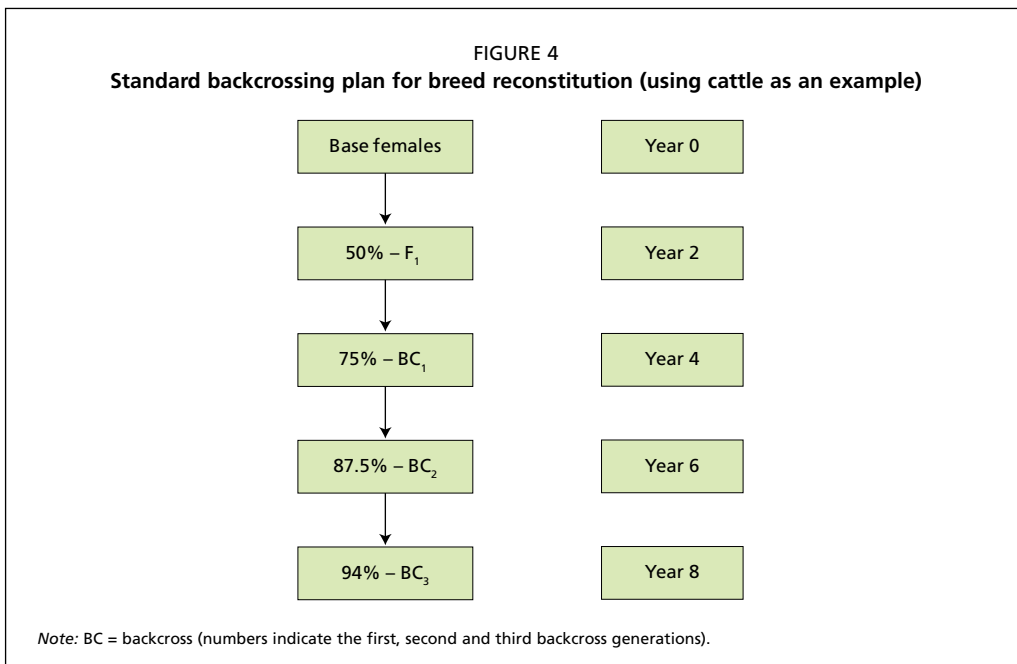 FIGURE 4
Standard backcrossing plan for breed reconstitution (using cattle as an example)
Base females
Year 0
50% – F₁
Year 2
75% – BC₁
Year 4
87.5% – BC₂
Year 6
94% – BC₃
Year 8
Note: BC = backcross (numbers indicate the first, second and third backcross generations).